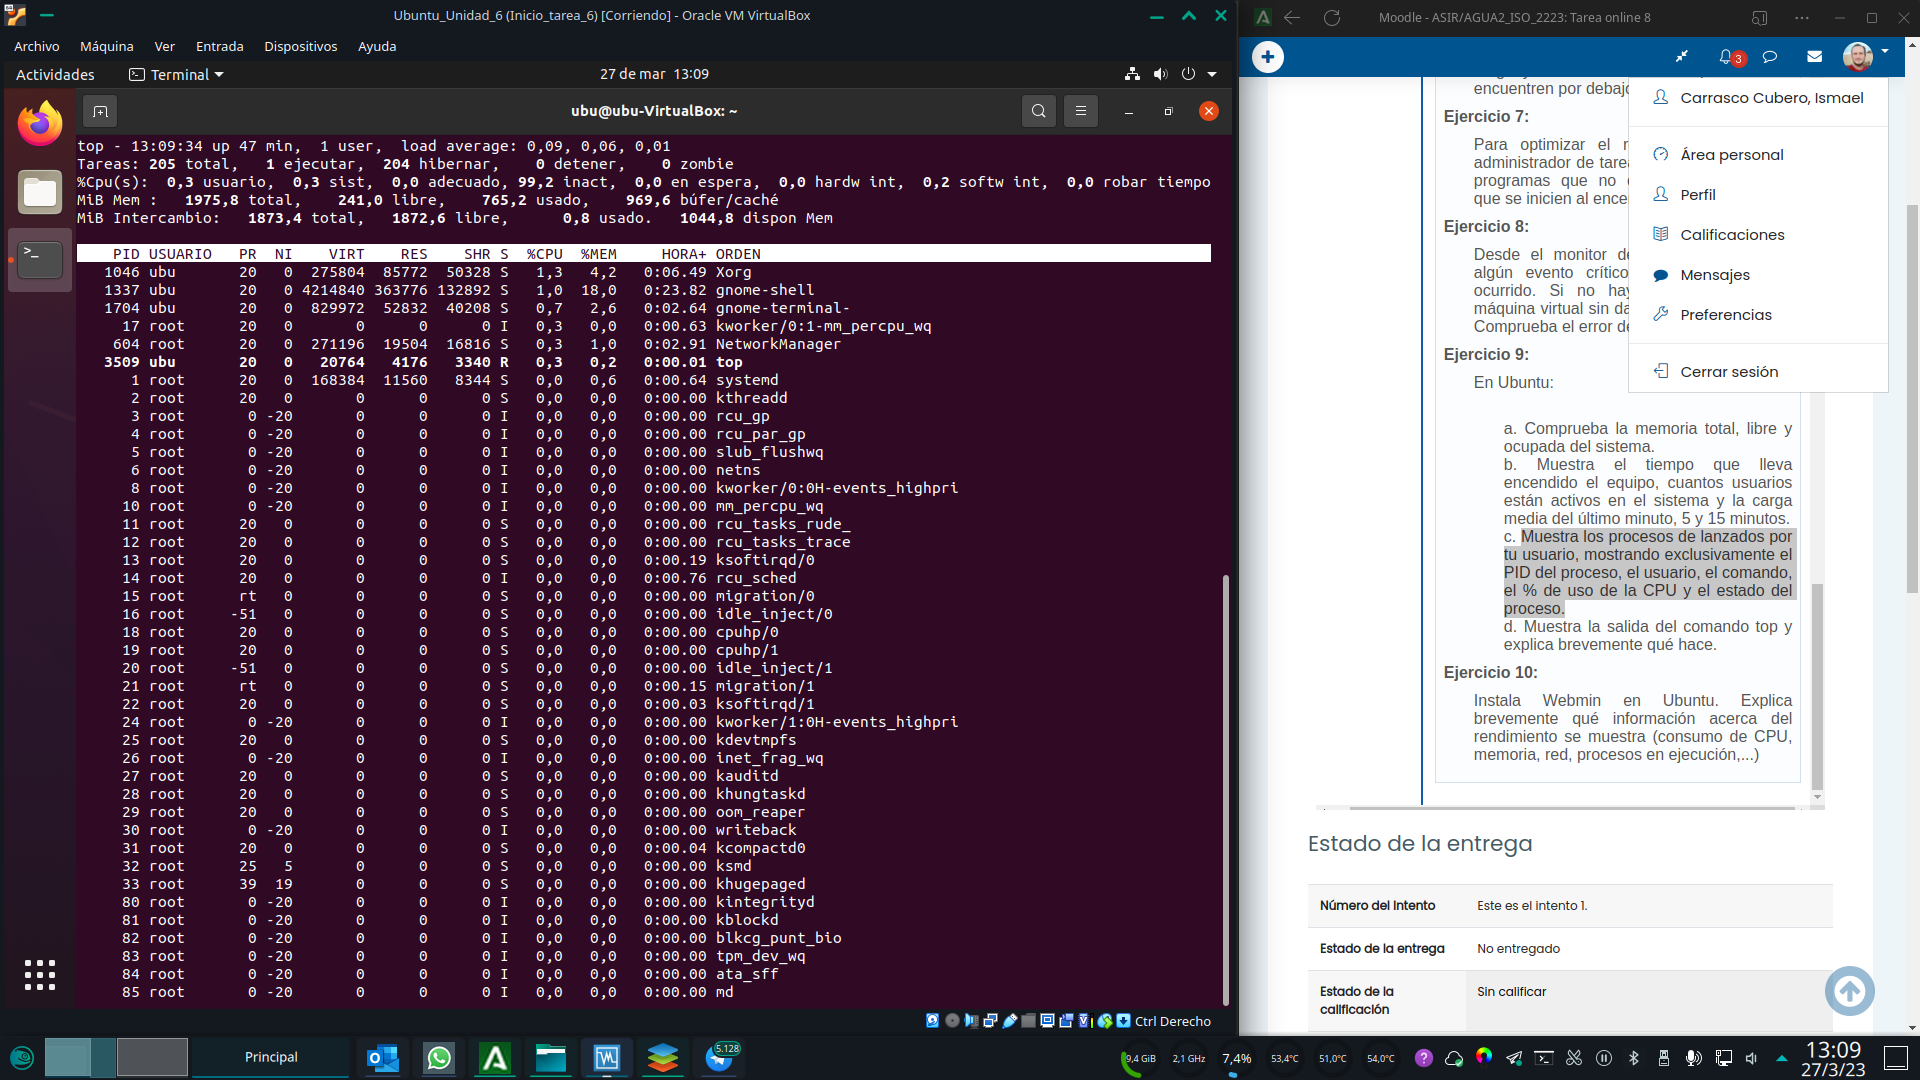 Ubuntu_Unidad_6 (Inicio_tarea_6) [Corriendo] - Oracle VM VirtualBox
Archivo Máquina Ver Entrada Dispositivos Ayuda
Actividades Terminal 27 de mar 13:09
ubu@ubu-VirtualBox: ~
top - 13:09:34 up 47 min, 1 user, load average: 0,09, 0,06, 0,01
Tareas: 205 total, 1 ejecutar, 204 hibernar, 0 detener, 0 zombie
%Cpu(s): 0,3 usuario, 0,3 sist, 0,0 adecuado, 99,2 inact, 0,0 en espera, 0,0 hardw int, 0,2 softw int, 0,0 robar tiempo
MiB Mem : 1975,8 total, 241,0 libre, 765,2 usado, 969,6 búfer/caché
MiB Intercambio: 1873,4 total, 1872,6 libre, 0,8 usado. 1044,8 dispon Mem
PID USUARIO PR NI VIRT RES SHR S %CPU %MEM HORA+ ORDEN
1046 ubu 20 0 275804 85772 50328 S 1,3 4,2 0:06.49 Xorg
1337 ubu 20 0 4214840 363776 132892 S 1,0 18,0 0:23.82 gnome-shell
1704 ubu 20 0 829972 52832 40208 S 0,7 2,6 0:02.64 gnome-terminal-
17 root 20 0 0 0 0 I 0,3 0,0 0:00.63 kworker/0:1-mm_percpu_wq
604 root 20 0 271196 19504 16816 S 0,3 1,0 0:02.91 NetworkManager
3509 ubu 20 0 20764 4176 3340 R 0,3 0,2 0:00.01 top
1 root 20 0 168384 11560 8344 S 0,0 0,6 0:00.64 systemd
2 root 20 0 0 0 0 S 0,0 0,0 0:00.00 kthreadd
3 root 0 -20 0 0 0 I 0,0 0,0 0:00.00 rcu_gp
4 root 0 -20 0 0 0 I 0,0 0,0 0:00.00 rcu_par_gp
5 root 0 -20 0 0 0 I 0,0 0,0 0:00.00 slub_flushwq
6 root 0 -20 0 0 0 I 0,0 0,0 0:00.00 netns
8 root 0 -20 0 0 0 I 0,0 0,0 0:00.00 kworker/0:0H-events_highpri
10 root 0 -20 0 0 0 I 0,0 0,0 0:00.00 mm_percpu_wq
11 root 20 0 0 0 0 S 0,0 0,0 0:00.00 rcu_tasks_rude_
12 root 20 0 0 0 0 S 0,0 0,0 0:00.00 rcu_tasks_trace
13 root 20 0 0 0 0 S 0,0 0,0 0:00.19 ksoftirqd/0
14 root 20 0 0 0 0 I 0,0 0,0 0:00.76 rcu_sched
15 root rt 0 0 0 0 S 0,0 0,0 0:00.00 migration/0
16 root -51 0 0 0 0 S 0,0 0,0 0:00.00 idle_inject/0
18 root 20 0 0 0 0 S 0,0 0,0 0:00.00 cpuhp/0
19 root 20 0 0 0 0 S 0,0 0,0 0:00.00 cpuhp/1
20 root -51 0 0 0 0 S 0,0 0,0 0:00.00 idle_inject/1
21 root rt 0 0 0 0 S 0,0 0,0 0:00.15 migration/1
22 root 20 0 0 0 0 S 0,0 0,0 0:00.03 ksoftirqd/1
24 root 0 -20 0 0 0 I 0,0 0,0 0:00.00 kworker/1:0H-events_highpri
25 root 20 0 0 0 0 S 0,0 0,0 0:00.00 kdevtmpfs
26 root 0 -20 0 0 0 I 0,0 0,0 0:00.00 inet_frag_wq
27 root 20 0 0 0 0 S 0,0 0,0 0:00.00 kauditd
28 root 20 0 0 0 0 S 0,0 0,0 0:00.00 khungtaskd
29 root 20 0 0 0 0 S 0,0 0,0 0:00.00 oom_reaper
30 root 0 -20 0 0 0 I 0,0 0,0 0:00.00 writeback
31 root 20 0 0 0 0 S 0,0 0,0 0:00.04 kcompactd0
32 root 25 5 0 0 0 S 0,0 0,0 0:00.00 ksmd
33 root 39 19 0 0 0 S 0,0 0,0 0:00.00 khugepaged
80 root 0 -20 0 0 0 I 0,0 0,0 0:00.00 kintegrityd
81 root 0 -20 0 0 0 I 0,0 0,0 0:00.00 kblockd
82 root 0 -20 0 0 0 I 0,0 0,0 0:00.00 blkcg_punt_bio
83 root 0 -20 0 0 0 I 0,0 0,0 0:00.00 tpm_dev_wq
84 root 0 -20 0 0 0 I 0,0 0,0 0:00.00 ata_sff
85 root 0 -20 0 0 0 I 0,0 0,0 0:00.00 md
Ctrl Derecho
Moodle - ASIR/AGUA2_ISO_2223: Tarea online 8
3
encuentren por debajo
Ejercicio 7:
Para optimizar el
administrador de
programas que no
que se inicien al
Ejercicio 8:
Desde el monitor
algún evento crítico
ocurrido. Si no
máquina virtual sin
Comprueba el error
Ejercicio 9:
En Ubuntu:
a. Comprueba la memoria total, libre y
ocupada del sistema.
b. Muestra el tiempo que lleva
encendido el equipo, cuantos usuarios
están activos en el sistema y la carga
media del último minuto, 5 y 15 minutos.
c. Muestra los procesos de lanzados por
tu usuario, mostrando exclusivamente el
PID del proceso, el usuario, el comando,
el % de uso de la CPU y el estado del
proceso.
d. Muestra la salida del comando top y
explica brevemente qué hace.
Ejercicio 10:
Instala Webmin en Ubuntu. Explica
brevemente qué información acerca del
rendimiento se muestra (consumo de CPU,
memoria, red, procesos en ejecución,...)
Carrasco Cubero, Ismael
Área personal
Perfil
Calificaciones
Mensajes
Preferencias
Cerrar sesión
Estado de la entrega
Número del Intento Este es el intento 1.
Estado de la entrega No entregado
Estado de la calificación Sin calificar
Principal
5.128
9,4 GiB 2,1 GHz 7,4% 53,4°C 51,0°C 54,0°C
13:09
27/3/23